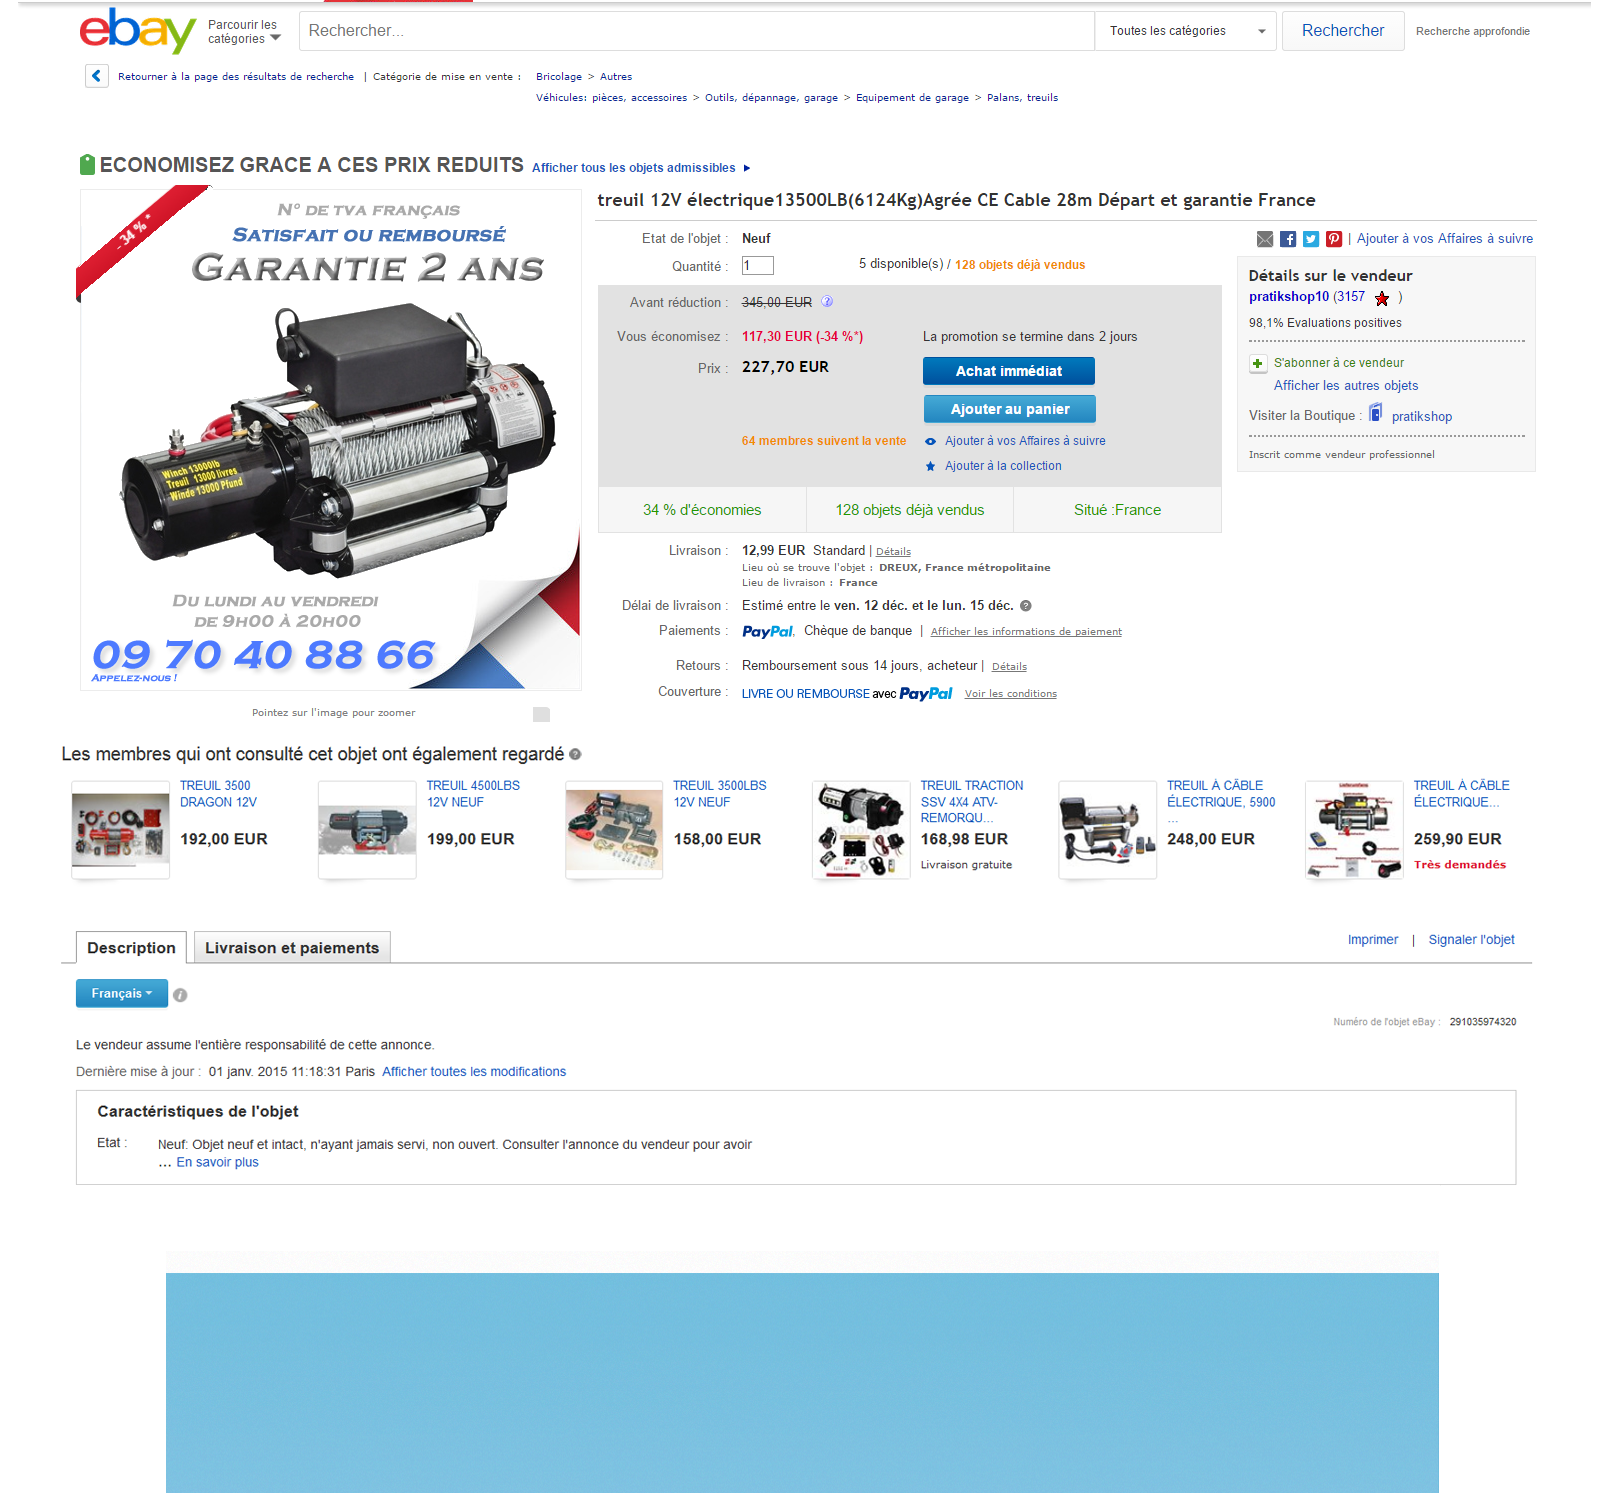 ebay
Parcourir les catégories
Rechercher...
Toutes les catégories
Rechercher
Recherche approfondie
Retourner à la page des résultats de recherche | Catégorie de mise en vente : Bricolage > Autres
Véhicules: pièces, accessoires > Outils, dépannage, garage > Equipement de garage > Palans, treuils
ECONOMISEZ GRACE A CES PRIX REDUITS Afficher tous les objets admissibles
-34 % *
N° DE TVA FRANÇAIS
SATISFAIT OU REMBOURSÉ
GARANTIE 2 ANS
Winch 13000lb
Treuil 13000 livres
Winde 13000 Pfund
DU LUNDI AU VENDREDI
DE 9H00 À 20H00
09 70 40 88 66
APPELEZ-NOUS !
Pointez sur l'image pour zoomer
treuil 12V électrique13500LB(6124Kg)Agrée CE Cable 28m Départ et garantie France
Etat de l'objet : Neuf
Quantité : 1 5 disponible(s) / 128 objets déjà vendus
Avant réduction : 345,00 EUR
Vous économisez : 117,30 EUR (-34 %*) La promotion se termine dans 2 jours
Prix : 227,70 EUR
Achat immédiat
Ajouter au panier
64 membres suivent la vente Ajouter à vos Affaires à suivre
Ajouter à la collection
34 % d'économies 128 objets déjà vendus Situé :France
Livraison : 12,99 EUR Standard | Détails
Lieu où se trouve l'objet : DREUX, France métropolitaine
Lieu de livraison : France
Délai de livraison : Estimé entre le ven. 12 déc. et le lun. 15 déc.
Paiements : PayPal, Chèque de banque | Afficher les informations de paiement
Retours : Remboursement sous 14 jours, acheteur | Détails
Couverture : LIVRE OU REMBOURSE avec PayPal Voir les conditions
| Ajouter à vos Affaires à suivre
Détails sur le vendeur
pratikshop10 (3157 )
98,1% Evaluations positives
S'abonner à ce vendeur
Afficher les autres objets
Visiter la Boutique : pratikshop
Inscrit comme vendeur professionnel
Les membres qui ont consulté cet objet ont également regardé
TREUIL 3500
DRAGON 12V
192,00 EUR
TREUIL 4500LBS
12V NEUF
199,00 EUR
TREUIL 3500LBS
12V NEUF
158,00 EUR
TREUIL TRACTION
SSV 4X4 ATV-
REMORQU...
168,98 EUR
Livraison gratuite
TREUIL À CÂBLE
ÉLECTRIQUE, 5900
...
248,00 EUR
TREUIL À CÂBLE
ÉLECTRIQUE...
259,90 EUR
Très demandés
Description Livraison et paiements
Imprimer | Signaler l'objet
Français
Numéro de l'objet eBay : 291035974320
Le vendeur assume l'entière responsabilité de cette annonce.
Dernière mise à jour : 01 janv. 2015 11:18:31 Paris Afficher toutes les modifications
Caractéristiques de l'objet
Etat : Neuf: Objet neuf et intact, n'ayant jamais servi, non ouvert. Consulter l'annonce du vendeur pour avoir
... En savoir plus